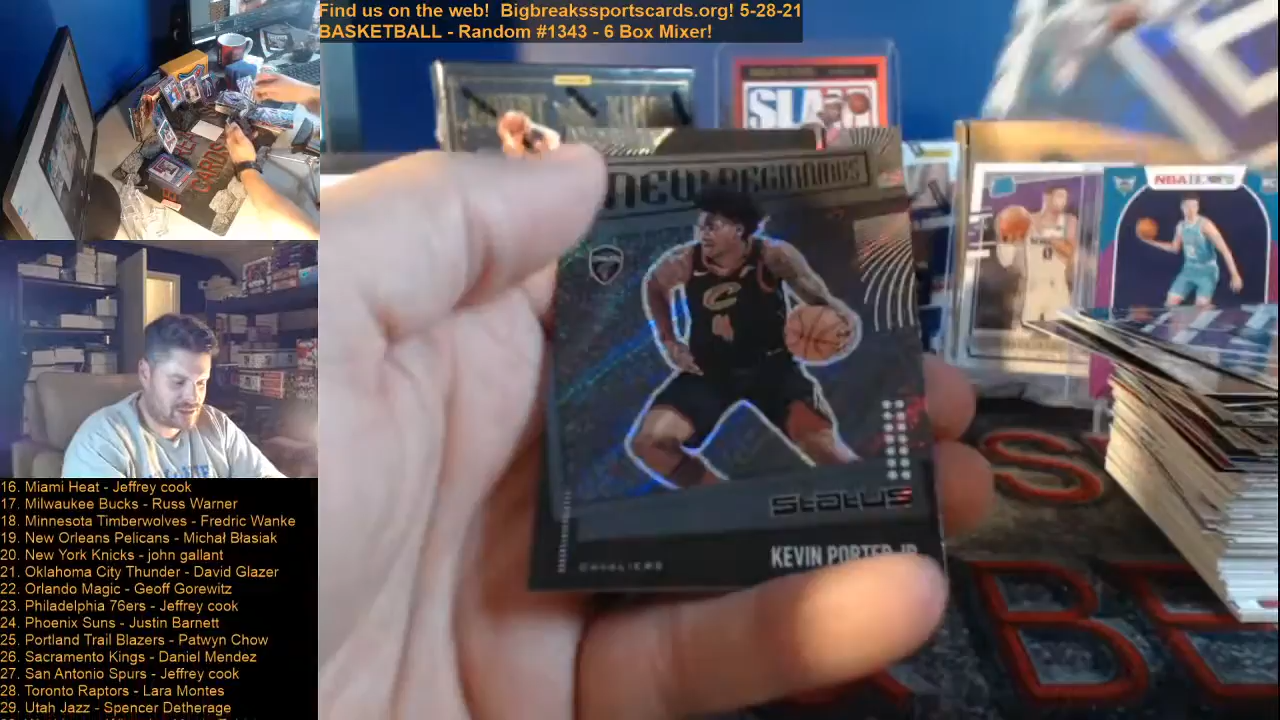 Find us on the web! Bigbreakssportscards.org! 5-28-21
BASKETBALL - Random #1343 - 6 Box Mixer!
SLAM
NEW BEGINNINGS
C
4
Status
KEVIN PORTER JR.
CAVALIERS
NBA HOOPS
CARDS
BE
16. Miami Heat - Jeffrey cook
17. Milwaukee Bucks - Russ Warner
18. Minnesota Timberwolves - Fredric Wanke
19. New Orleans Pelicans - Michał Błasiak
20. New York Knicks - john gallant
21. Oklahoma City Thunder - David Glazer
22. Orlando Magic - Geoff Gorewitz
23. Philadelphia 76ers - Jeffrey cook
24. Phoenix Suns - Justin Barnett
25. Portland Trail Blazers - Patwyn Chow
26. Sacramento Kings - Daniel Mendez
27. San Antonio Spurs - Jeffrey cook
28. Toronto Raptors - Lara Montes
29. Utah Jazz - Spencer Detherage